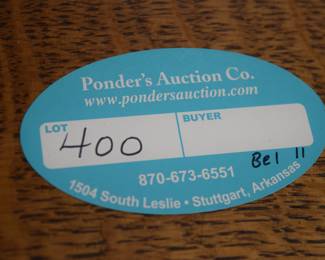 Ponder's Auction Co.
www.pondersauction.com
LOT
BUYER
400
870-673-6551
Bel 11
1504 South Leslie • Stuttgart, Arkansas